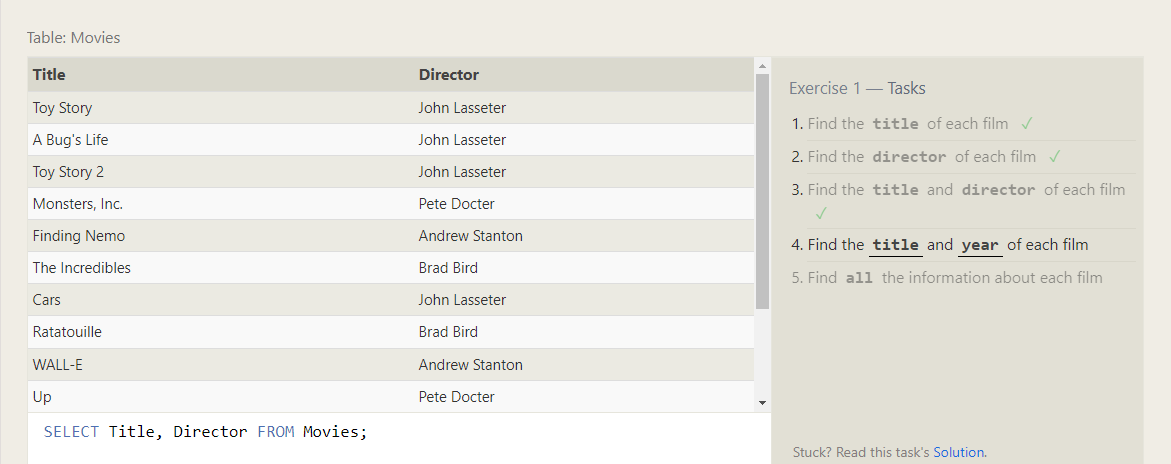 Table: Movies
Title Director
Toy Story John Lasseter
A Bug's Life John Lasseter
Toy Story 2 John Lasseter
Monsters, Inc. Pete Docter
Finding Nemo Andrew Stanton
The Incredibles Brad Bird
Cars John Lasseter
Ratatouille Brad Bird
WALL-E Andrew Stanton
Up Pete Docter
SELECT Title, Director FROM Movies;
Exercise 1 — Tasks
1. Find the title of each film ✓
2. Find the director of each film ✓
3. Find the title and director of each film
✓
4. Find the title and year of each film
5. Find all the information about each film
Stuck? Read this task's Solution.